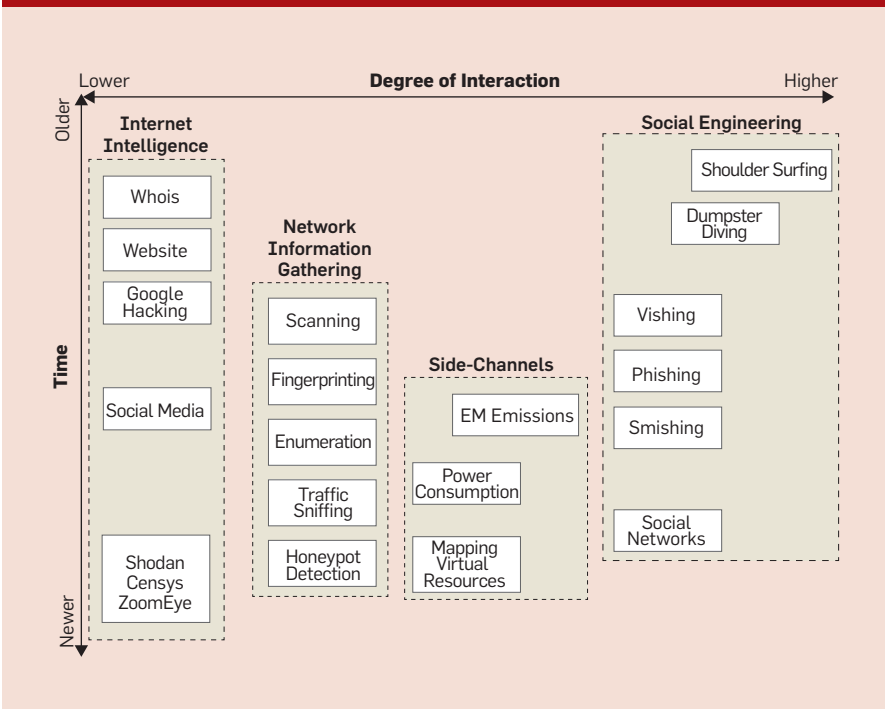 Lower
Degree of Interaction
Higher
Older
Time
Newer
Internet
Intelligence
Whois
Website
Google
Hacking
Social Media
Shodan
Censys
ZoomEye
Network
Information
Gathering
Scanning
Fingerprinting
Enumeration
Traffic
Sniffing
Honeypot
Detection
Side-Channels
EM Emissions
Power
Consumption
Mapping
Virtual
Resources
Social Engineering
Shoulder Surfing
Dumpster
Diving
Vishing
Phishing
Smishing
Social
Networks